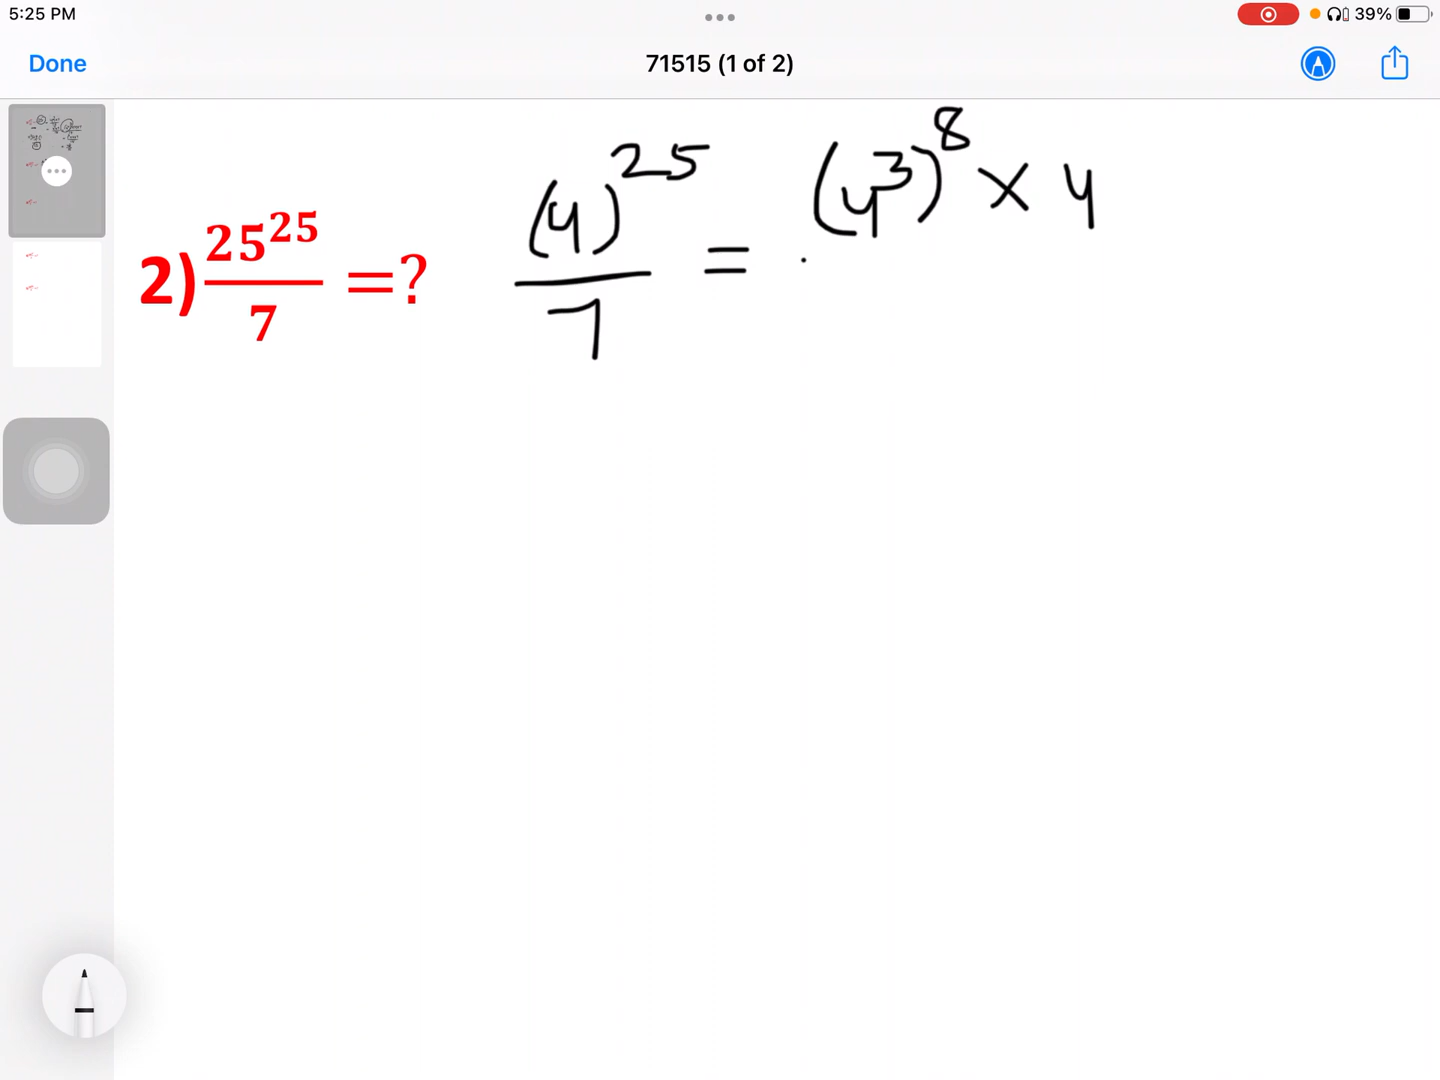 5:25 PM
39%
Done
71515 (1 of 2)
2) 25^25 / 7 = ?
(4)^25 / 7 = (4^3)^8 × 4